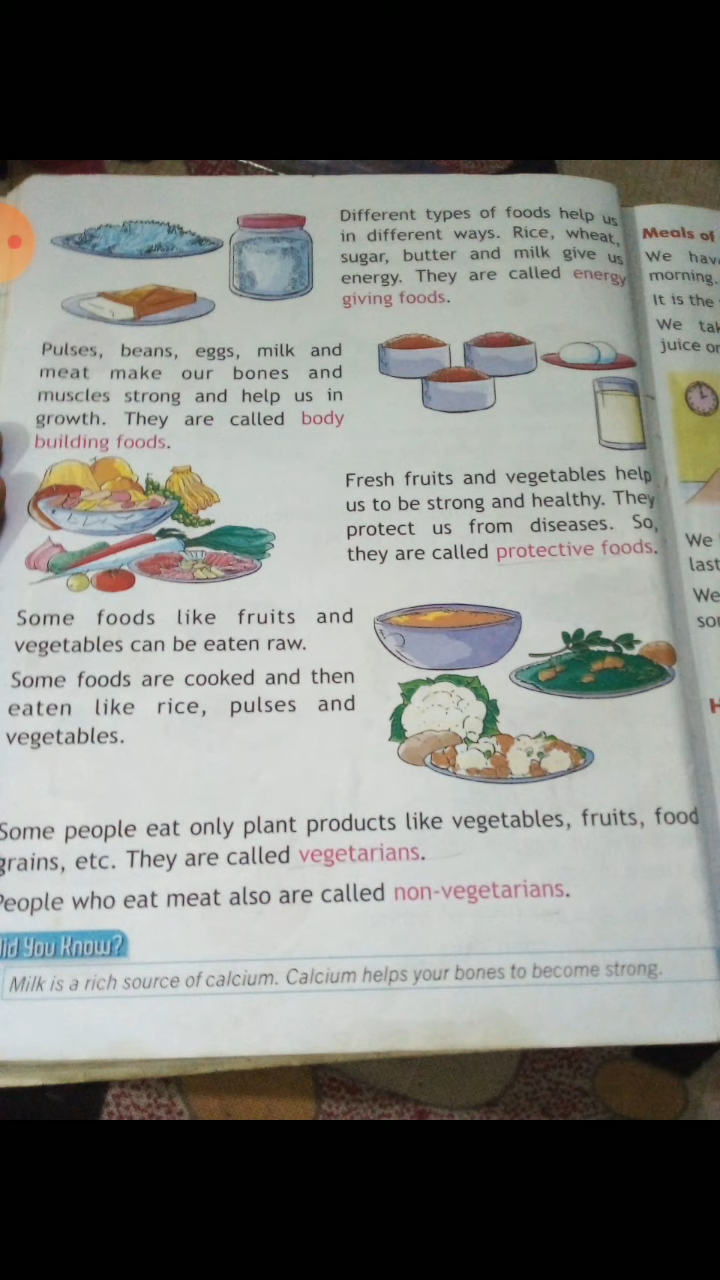 Different types of foods help us
in different ways. Rice, wheat,
sugar, butter and milk give us
energy. They are called energy
giving foods.
Pulses, beans, eggs, milk and
meat make our bones and
muscles strong and help us in
growth. They are called body
building foods.
Fresh fruits and vegetables help
us to be strong and healthy. They
protect us from diseases. So,
they are called protective foods.
Some foods like fruits and
vegetables can be eaten raw.
Some foods are cooked and then
eaten like rice, pulses and
vegetables.
Some people eat only plant products like vegetables, fruits, food
grains, etc. They are called vegetarians.
People who eat meat also are called non-vegetarians.
Did You Know?
Milk is a rich source of calcium. Calcium helps your bones to become strong.
Meals of
We
morning.
It is the
We
juice or
We
last
We